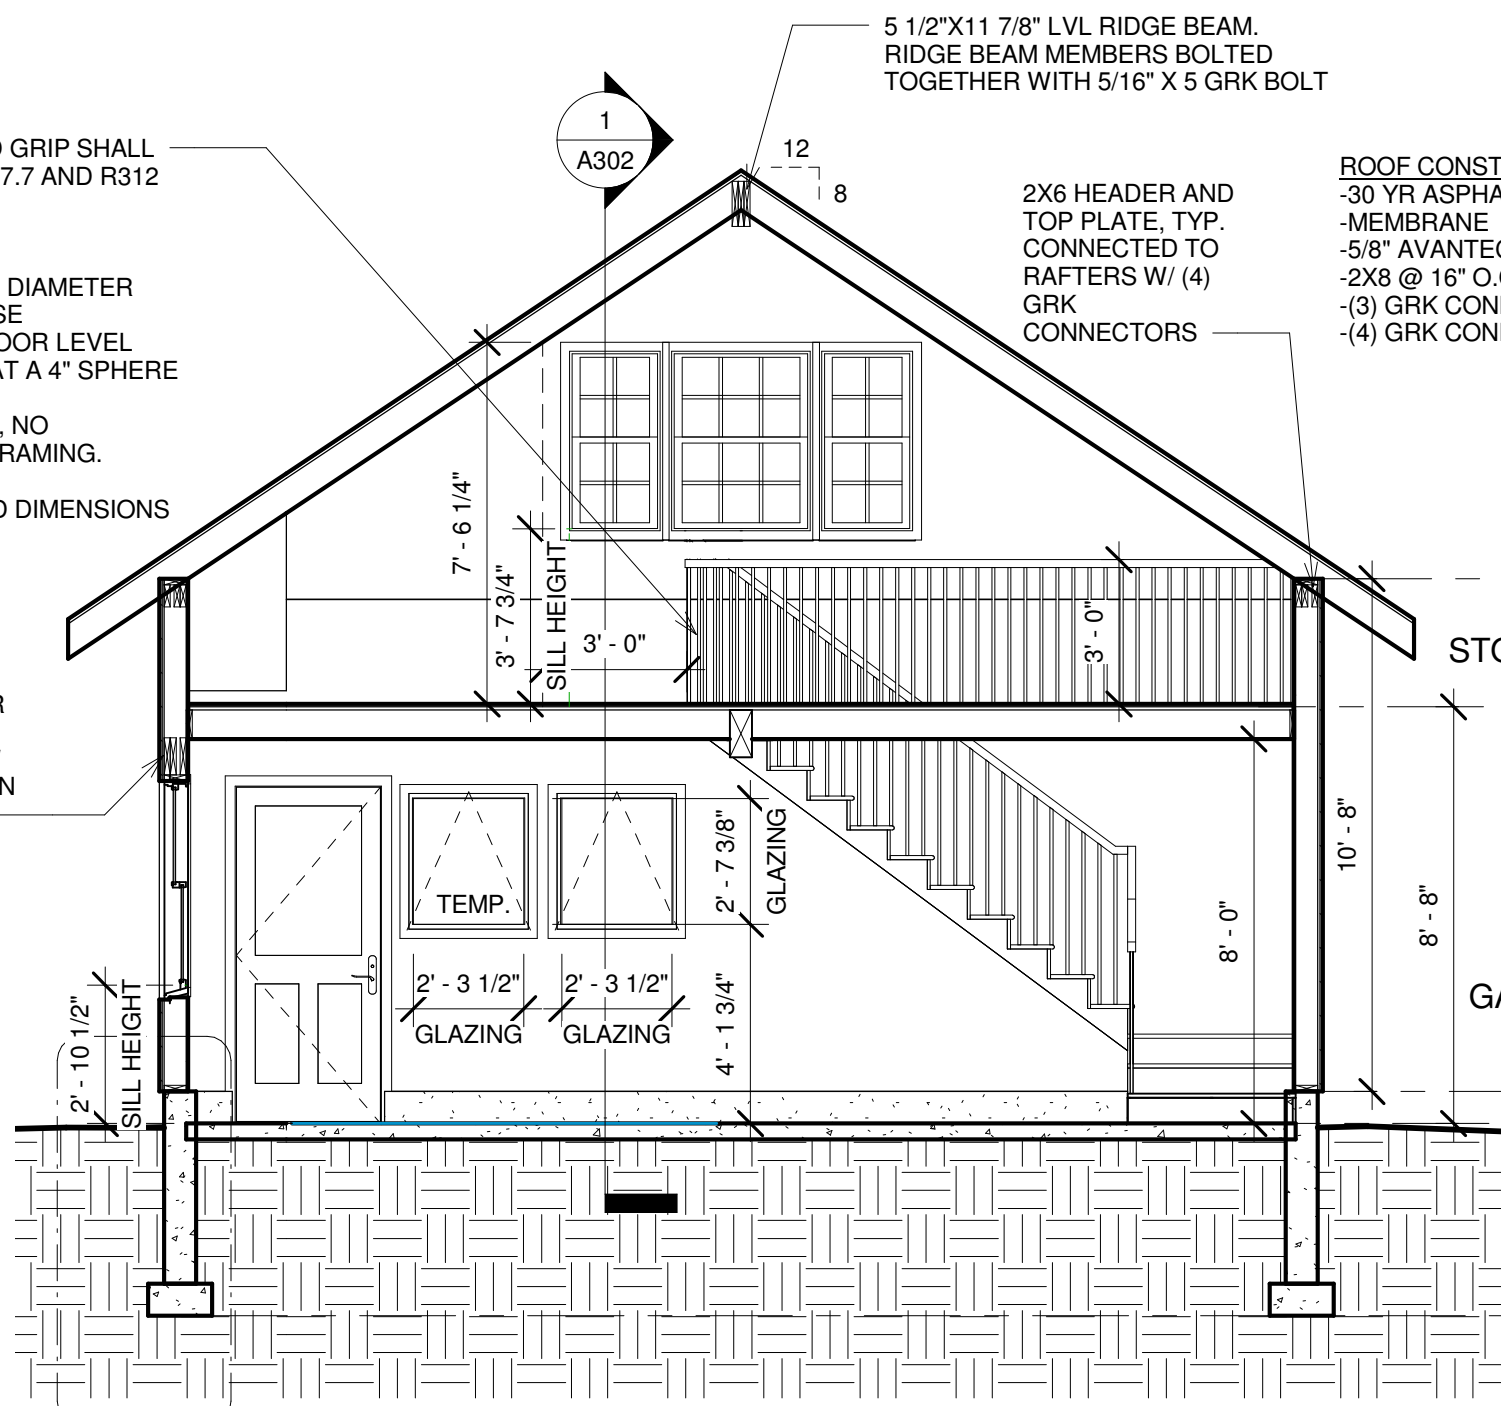 5 1/2"X11 7/8" LVL RIDGE BEAM.
RIDGE BEAM MEMBERS BOLTED
TOGETHER WITH 5/16" X 5 GRK BOLT
1
A302
GRIP SHALL
7.7 AND R312
12
8
2X6 HEADER AND
TOP PLATE, TYP.
CONNECTED TO
RAFTERS W/ (4)
GRK
CONNECTORS
ROOF CONST
-30 YR ASPHA
-MEMBRANE
-5/8" AVANTEC
-2X8 @ 16" O.C
-(3) GRK CON
-(4) GRK CON
DIAMETER
SE
OOR LEVEL
AT A 4" SPHERE
, NO
RAMING.
DIMENSIONS
7' - 6 1/4"
3' - 7 3/4"
SILL HEIGHT
3' - 0"
3' - 0"
STO
R
N
TEMP.
2' - 7 3/8"
GLAZING
10' - 8"
8' - 8"
8' - 0"
2' - 3 1/2"
GLAZING
2' - 3 1/2"
GLAZING
4' - 1 3/4"
2' - 10 1/2"
SILL HEIGHT
GA